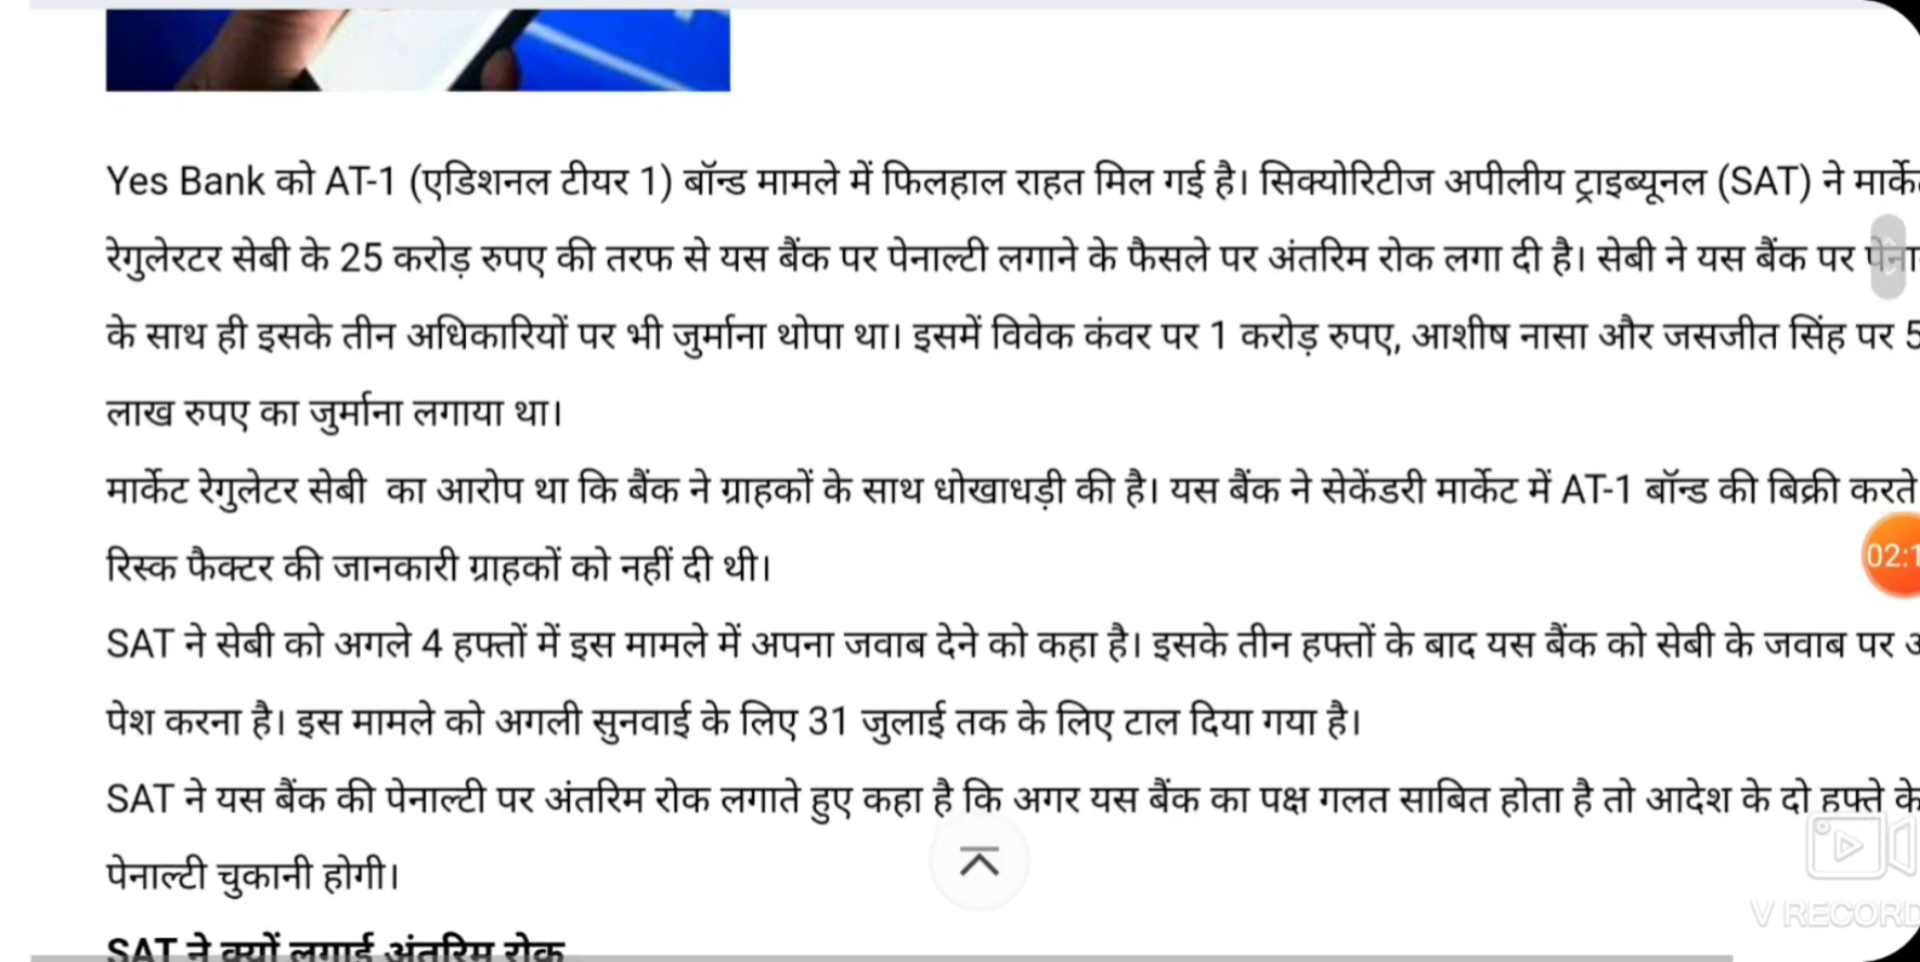 Yes Bank को AT-1 (एडिशनल टीयर 1) बॉन्ड मामले में फिलहाल राहत मिल गई है। सिक्योरिटीज अपीलीय ट्राइब्यूनल (SAT) ने
रेगुलेरटर सेबी के 25 करोड़ रुपए की तरफ से यस बैंक पर पेनाल्टी लगाने के फैसले पर अंतरिम रोक लगा दी है। सेबी ने यस बैंक पर
के साथ ही इसके तीन अधिकारियों पर भी जुर्माना थोपा था। इसमें विवेक कंवर पर 1 करोड़ रुपए, आशीष नासा और जसजीत सिंह पर
लाख रुपए का जुर्माना लगाया था।
मार्केट रेगुलेटर सेबी का आरोप था कि बैंक ने ग्राहकों के साथ धोखाधड़ी की है। यस बैंक ने सेकेंडरी मार्केट में AT-1 बॉन्ड की बिक्री करते
रिस्क फैक्टर की जानकारी ग्राहकों को नहीं दी थी।
SAT ने सेबी को अगले 4 हफ्तों में इस मामले में अपना जवाब देने को कहा है। इसके तीन हफ्तों के बाद यस बैंक को सेबी के जवाब पर
पेश करना है। इस मामले को अगली सुनवाई के लिए 31 जुलाई तक के लिए टाल दिया गया है।
SAT ने यस बैंक की पेनाल्टी पर अंतरिम रोक लगाते हुए कहा है कि अगर यस बैंक का पक्ष गलत साबित होता है तो आदेश के दो हफ्ते के
पेनाल्टी चुकानी होगी।
SAT ने क्यों लगाई अंतरिम रोक
V RECORD